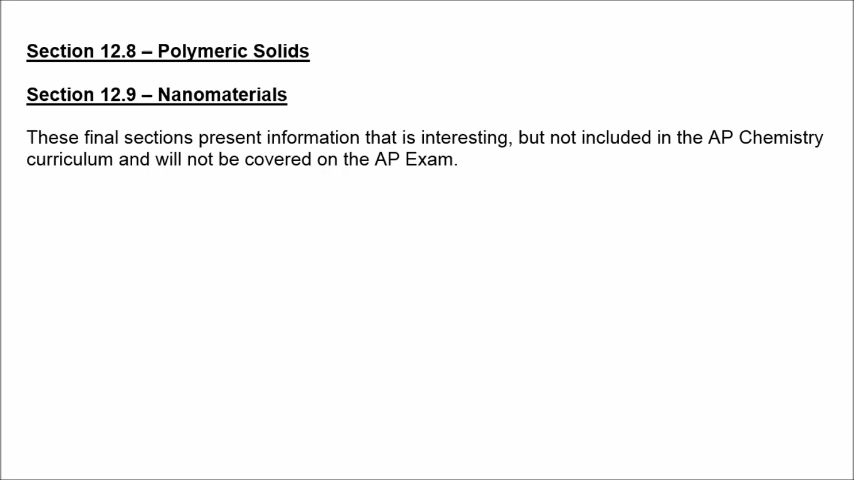 Section 12.8 – Polymeric Solids
Section 12.9 – Nanomaterials
These final sections present information that is interesting, but not included in the AP Chemistry
curriculum and will not be covered on the AP Exam.